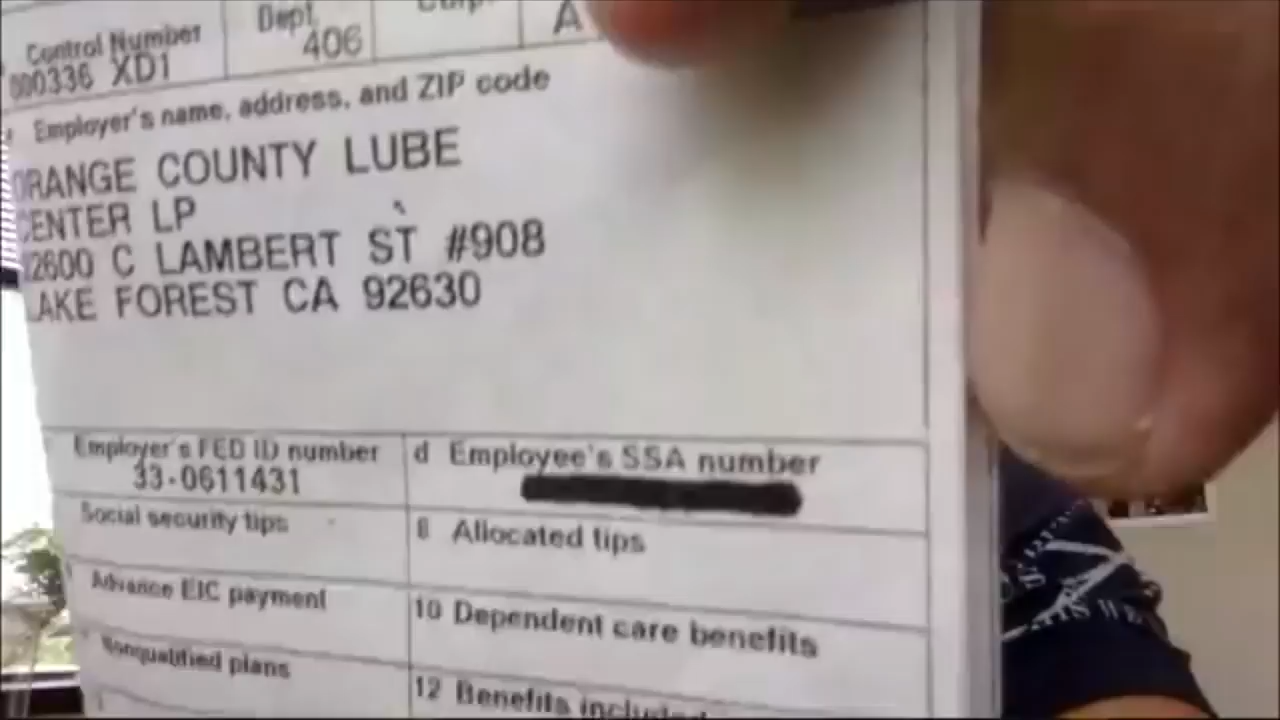 Control Number
000336 XD1
Dept.
406
A
Employer's name, address, and ZIP code
ORANGE COUNTY LUBE
CENTER LP
2600 C LAMBERT ST #908
LAKE FOREST CA 92630
Employer's FED ID number
33-0611431
d Employee's SSA number
Social security tips
8 Allocated tips
Advance EIC payment
10 Dependent care benefits
Nonqualified plans
12 Benefits